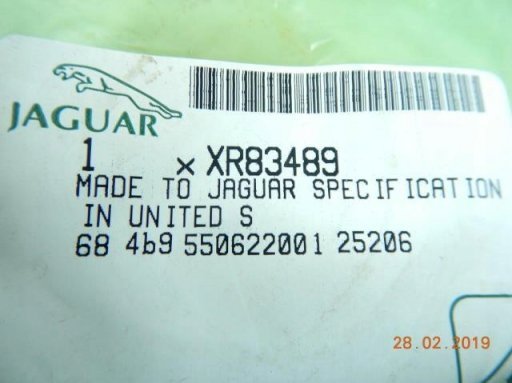 JAGUAR
1 x XR83489
MADE TO JAGUAR SPECIFICATION
IN UNITED S
68 4b9 550622001 25206
28.02.2019